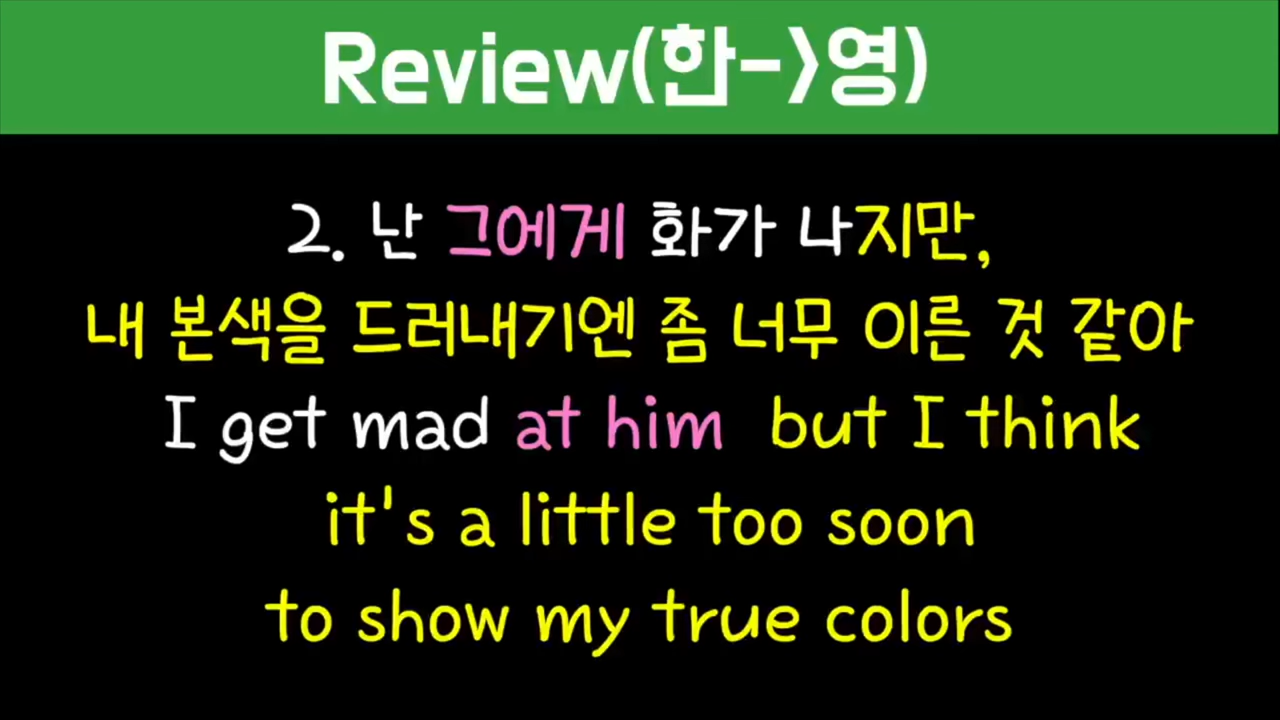 Review(한->영)
2. 난 그에게 화가 나지만,
내 본색을 드러내기엔 좀 너무 이른 것 같아
I get mad at him but I think
it's a little too soon
to show my true colors